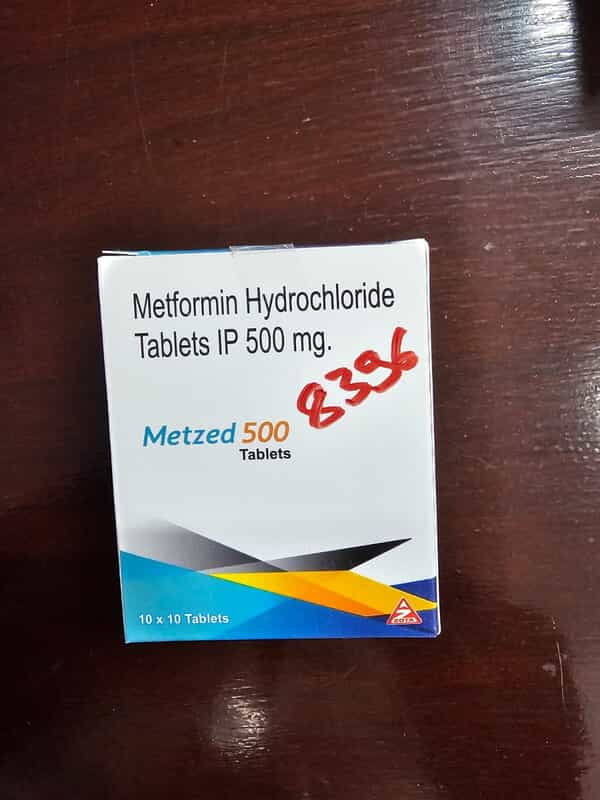 Metformin Hydrochloride
Tablets IP 500 mg.
8396
Metzed 500
Tablets
10 x 10 Tablets
ZOTA